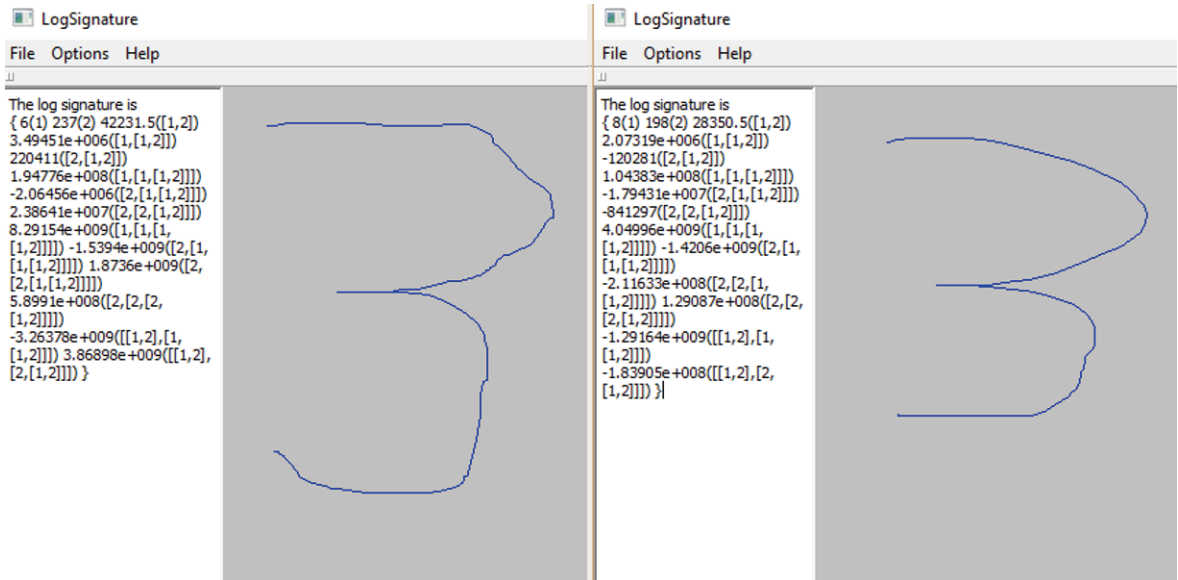 LogSignature
File Options Help
The log signature is
{ 6(1) 237(2) 42231.5([1,2])
3.49451e+006([1,[1,2]])
220411([2,[1,2]])
1.94776e+008([1,[1,[1,2]]])
-2.06456e+006([2,[1,[1,2]]])
2.38641e+007([2,[2,[1,2]]])
8.29154e+009([1,[1,[1,
[1,2]]]]) -1.5394e+009([2,[1,
[1,[1,2]]]]) 1.8736e+009([2,
[2,[1,[1,2]]]])
5.8991e+008([2,[2,[2,
[1,2]]]])
-3.26378e+009([[1,2],[1,
[1,2]]]) 3.86898e+009([[1,2],
[2,[1,2]]]) }
LogSignature
File Options Help
The log signature is
{ 8(1) 198(2) 28350.5([1,2])
2.07319e+006([1,[1,2]])
-120281([2,[1,2]])
1.04383e+008([1,[1,[1,2]]])
-1.79431e+007([2,[1,[1,2]]])
-841297([2,[2,[1,2]]])
4.04996e+009([1,[1,[1,
[1,2]]]]) -1.4206e+009([2,[1,
[1,[1,2]]]])
-2.11633e+008([2,[2,[1,
[1,2]]]]) 1.29087e+008([2,[2,
[2,[1,2]]]])
-1.29164e+009([[1,2],[1,
[1,2]]])
-1.83905e+008([[1,2],[2,
[1,2]]]) }